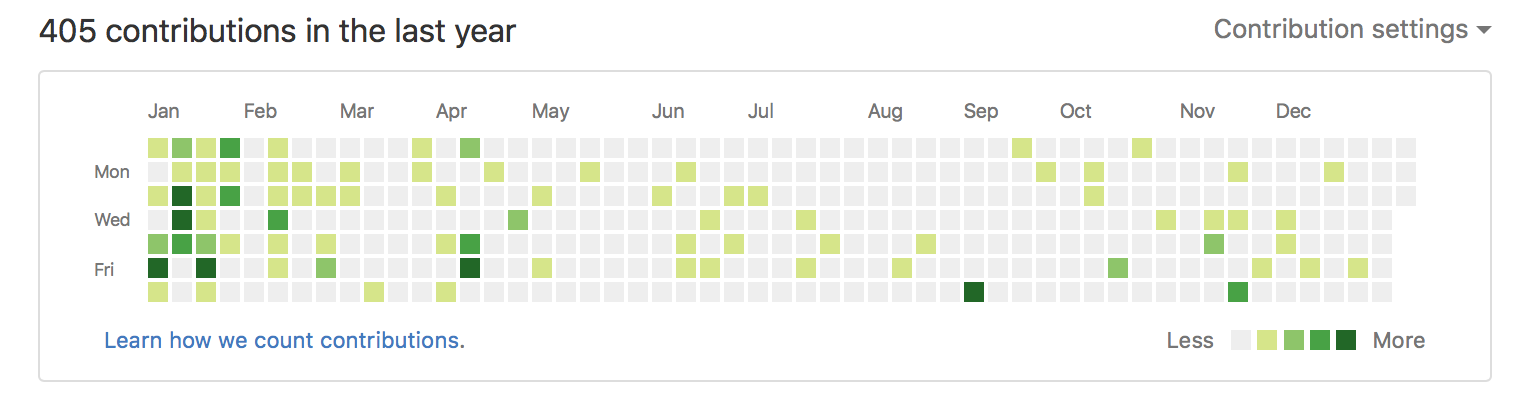 405 contributions in the last year
Contribution settings
Jan Feb Mar Apr May Jun Jul Aug Sep Oct Nov Dec
Mon
Wed
Fri
Learn how we count contributions.
Less More